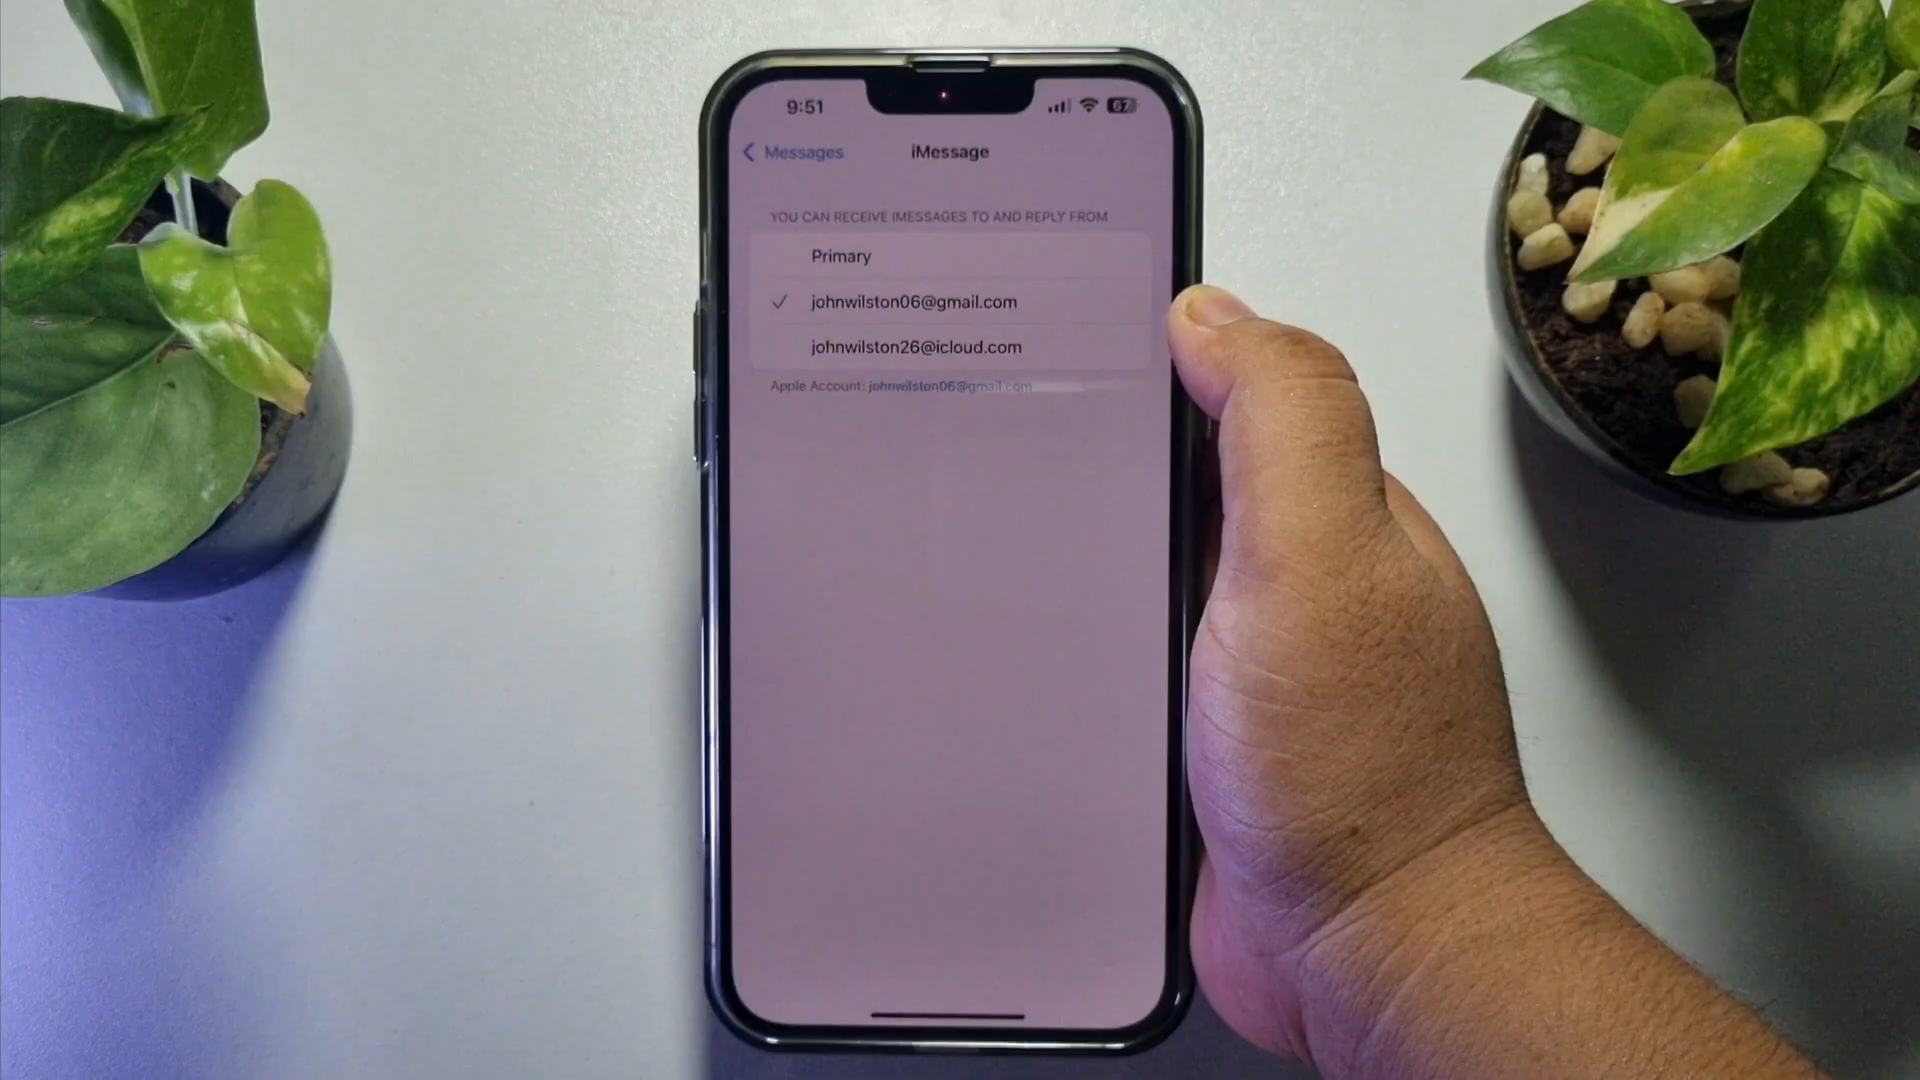 9:51 67
Messages iMessage
YOU CAN RECEIVE IMESSAGES TO AND REPLY FROM
Primary
johnwilston06@gmail.com
johnwilston26@icloud.com
Apple Account: johnwilston06@gmail.com